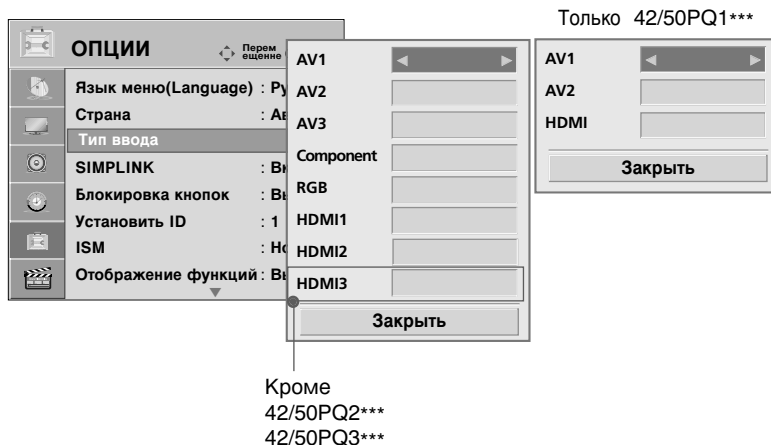 Только 42/50PQ1***
ОПЦИИ
Перем
ещенне
Язык меню(Language) : Ру
Страна : Ав
Тип ввода
SIMPLINK : Вк
Блокировка кнопок : Вы
Установить ID : 1
ISM : Но
Отображение функций : Вы
AV1
AV2
AV3
Component
RGB
HDMI1
HDMI2
HDMI3
Закрыть
AV1
AV2
HDMI
Закрыть
Кроме
42/50PQ2***
42/50PQ3***